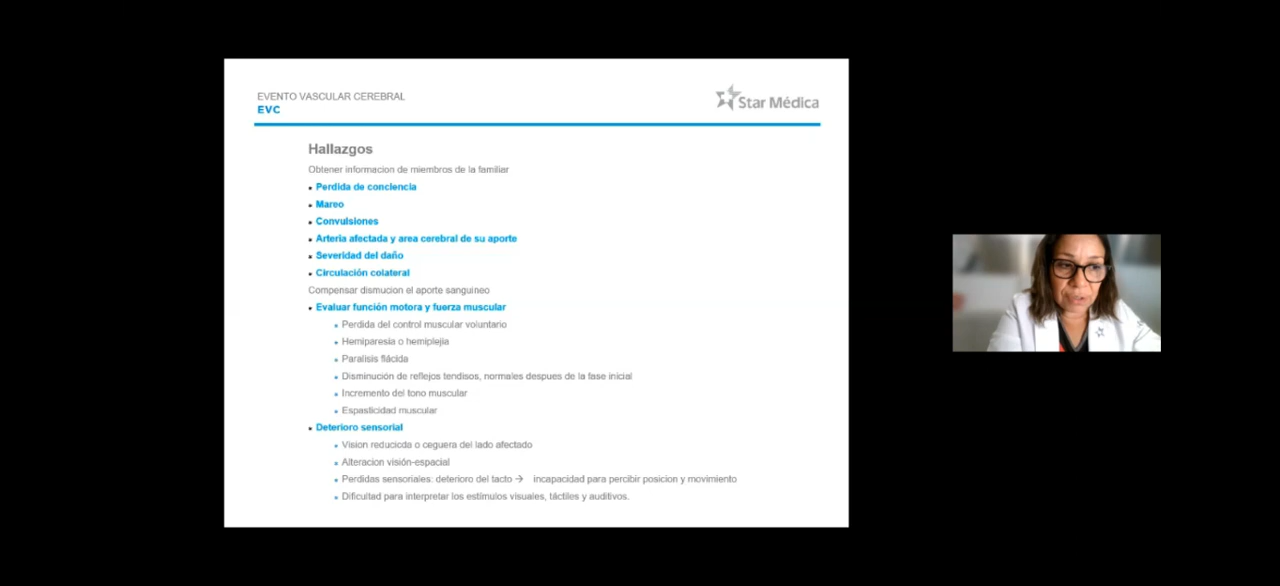 EVENTO VASCULAR CEREBRAL
EVC
Star Médica
Hallazgos
Obtener informacion de miembros de la familiar
• Perdida de conciencia
• Mareo
• Convulsiones
• Arteria afectada y area cerebral de su aporte
• Severidad del daño
• Circulación colateral
Compensar dismucion el aporte sanguineo
• Evaluar función motora y fuerza muscular
• Perdida del control muscular voluntario
• Hemiparesia o hemiplejia
• Paralisis flácida
• Disminución de reflejos tendisos, normales despues de la fase inicial
• Incremento del tono muscular
• Espasticidad muscular
• Deterioro sensorial
• Vision reducicda o ceguera del lado afectado
• Alteracion visión-espacial
• Perdidas sensoriales: deterioro del tacto → incapacidad para percibir posicion y movimiento
• Dificultad para interpretar los estímulos visuales, táctiles y auditivos.